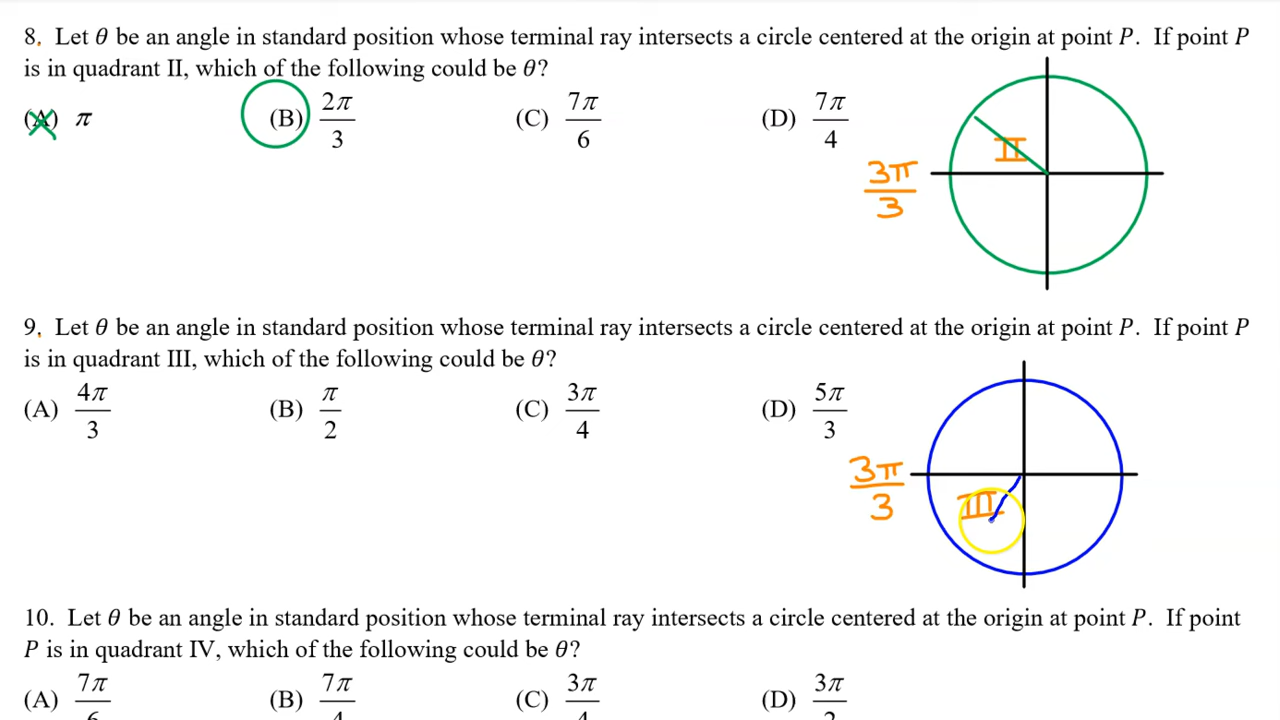 8. Let θ be an angle in standard position whose terminal ray intersects a circle centered at the origin at point P. If point P
is in quadrant II, which of the following could be θ?
(A) π (B) 2π/3 (C) 7π/6 (D) 7π/4
II
3π/3
9. Let θ be an angle in standard position whose terminal ray intersects a circle centered at the origin at point P. If point P
is in quadrant III, which of the following could be θ?
(A) 4π/3 (B) π/2 (C) 3π/4 (D) 5π/3
3π/3
III
10. Let θ be an angle in standard position whose terminal ray intersects a circle centered at the origin at point P. If point
P is in quadrant IV, which of the following could be θ?
(A) 7π/6 (B) 7π/4 (C) 3π/4 (D) 3π/2